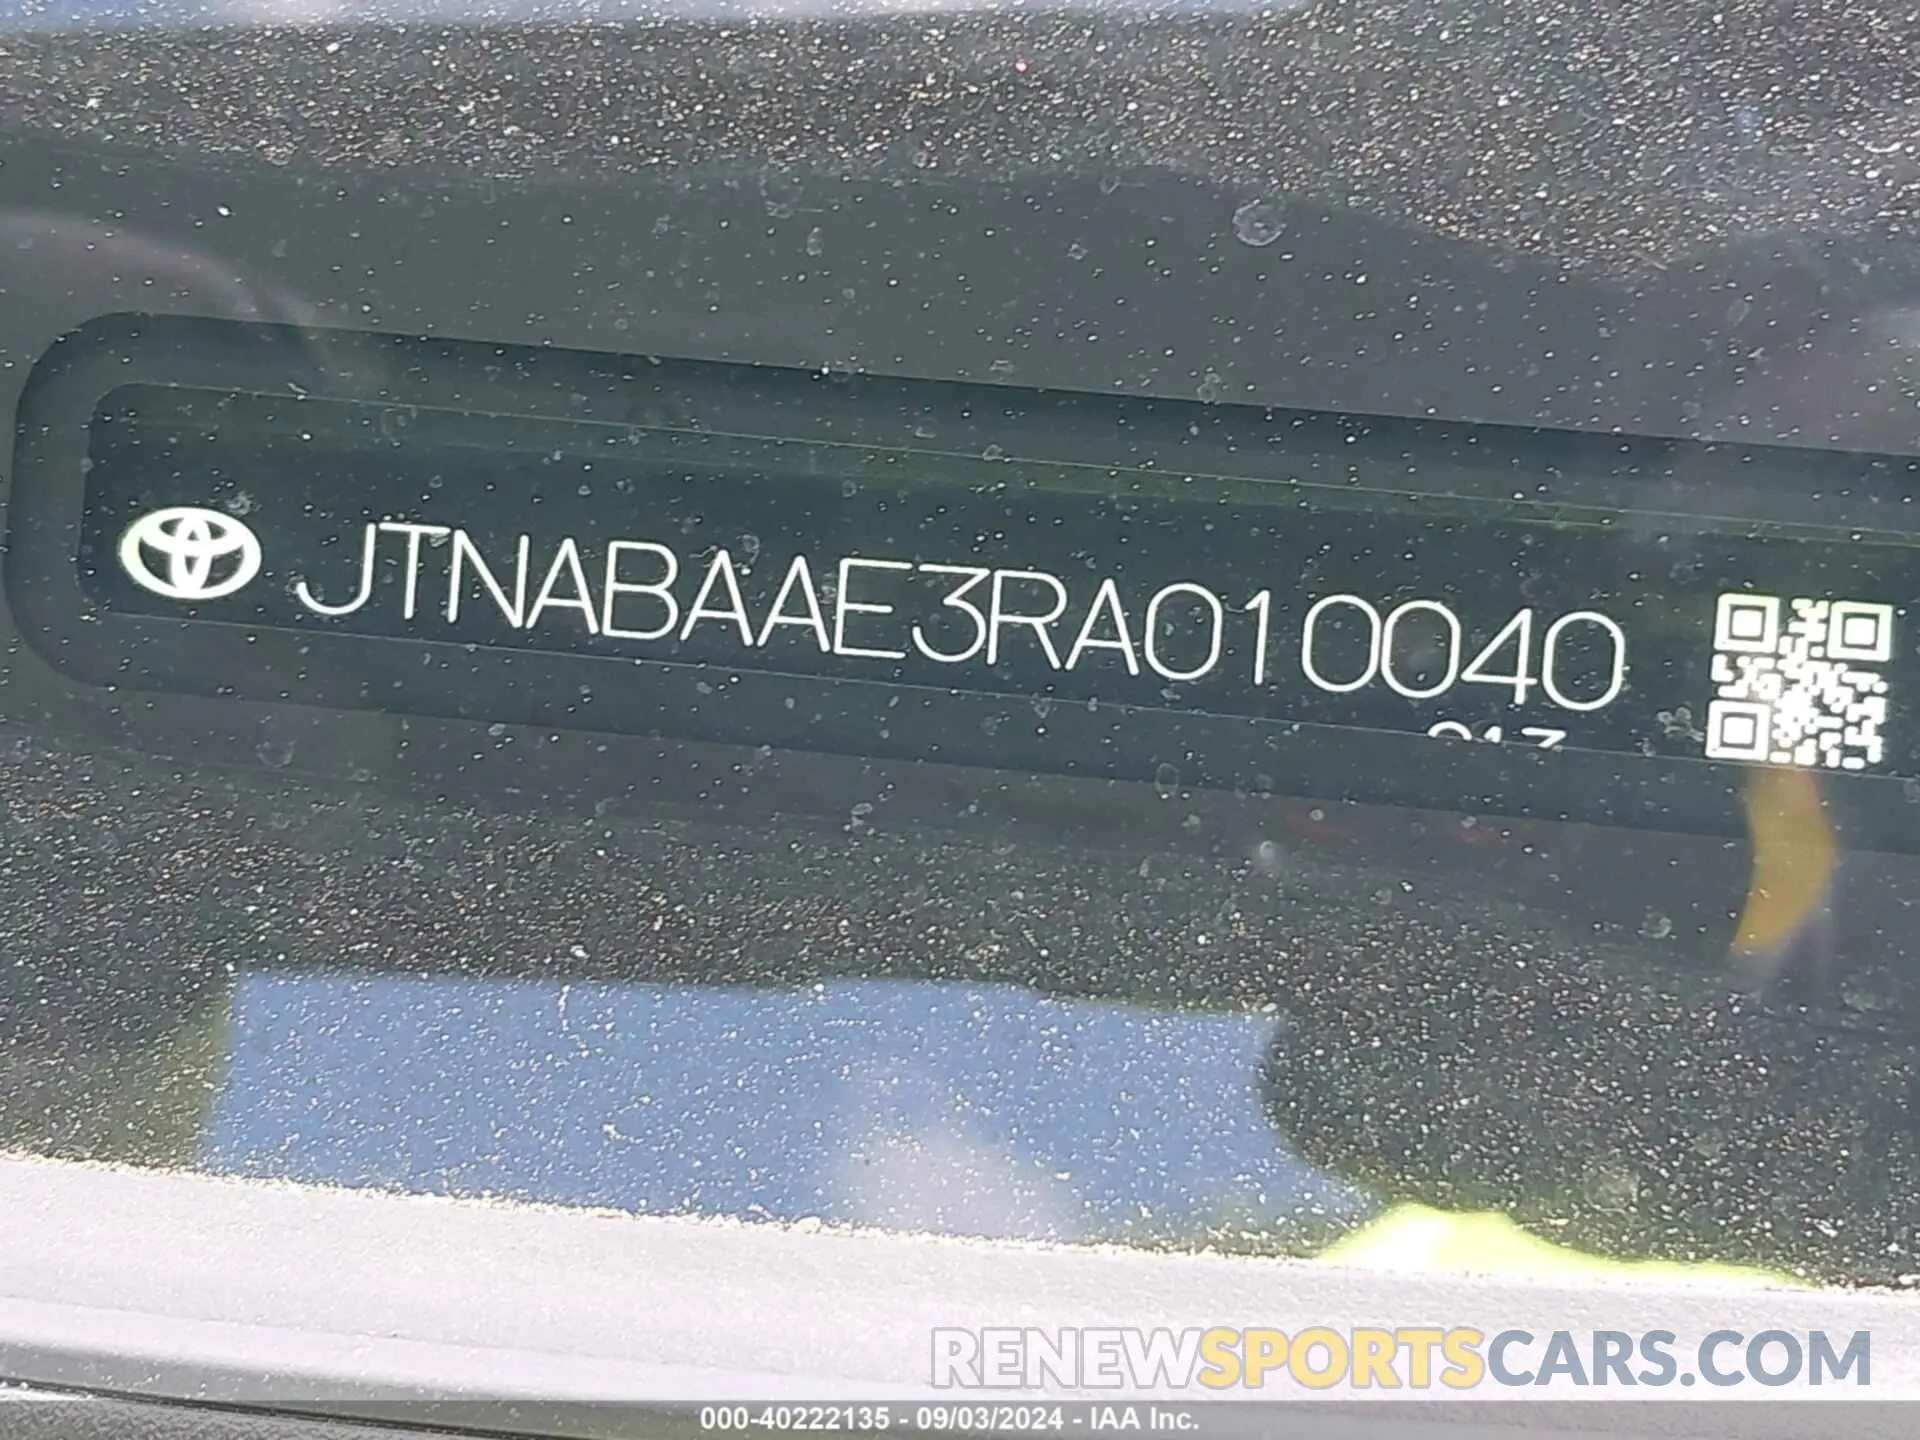 JTNABAAE3RA010040
RENEWSPORTSCARS.COM
000-40222135 - 09/03/2024 - IAA Inc.